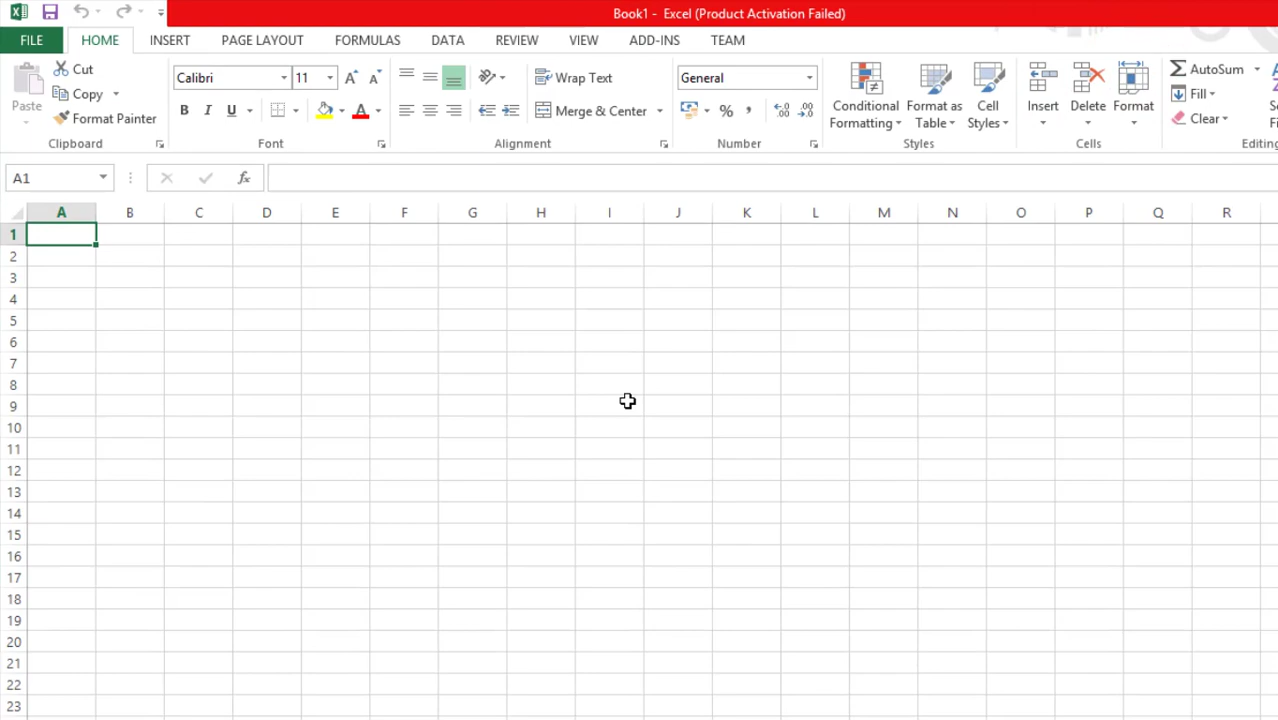 Book1 - Excel (Product Activation Failed)
FILE HOME INSERT PAGE LAYOUT FORMULAS DATA REVIEW VIEW ADD-INS TEAM
Paste
Cut
Copy
Format Painter
Clipboard
Calibri 11
B I U
Font
Wrap Text
Merge & Center
Alignment
General
% ,
Number
Conditional Formatting
Format as Table
Cell Styles
Styles
Insert
Delete
Format
Cells
AutoSum
Fill
Clear
Editing
A1
fx
A B C D E F G H I J K L M N O P Q R
1
2
3
4
5
6
7
8
9
10
11
12
13
14
15
16
17
18
19
20
21
22
23